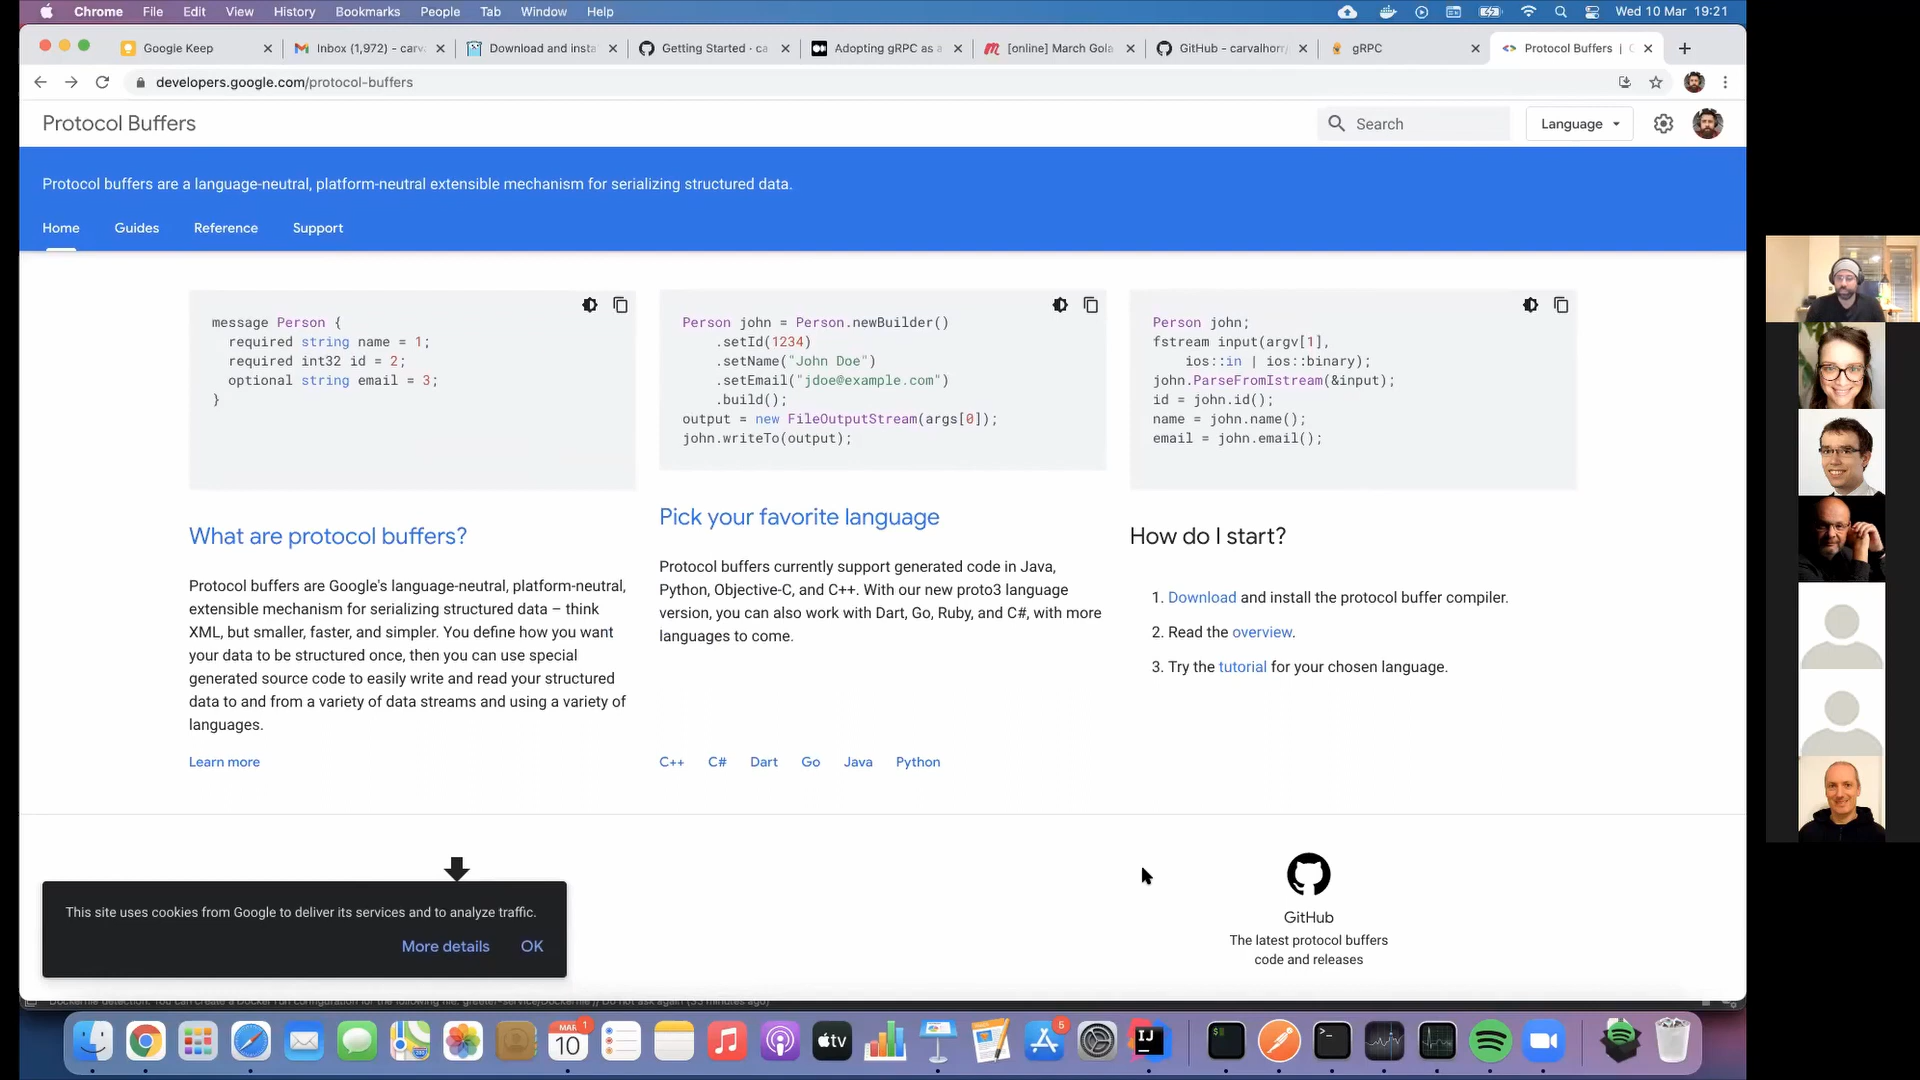 Chrome File Edit View History Bookmarks People Tab Window Help
Wed 10 Mar 19:21
Google Keep
Inbox (1,972) - carv
Download and insta
Getting Started · ca
Adopting gRPC as a
[online] March Gola
GitHub - carvalhorr/
gRPC
Protocol Buffers |
developers.google.com/protocol-buffers
Protocol Buffers
Search
Language
Protocol buffers are a language-neutral, platform-neutral extensible mechanism for serializing structured data.
Home Guides Reference Support
message Person {
required string name = 1;
required int32 id = 2;
optional string email = 3;
}
What are protocol buffers?
Protocol buffers are Google's language-neutral, platform-neutral,
extensible mechanism for serializing structured data – think
XML, but smaller, faster, and simpler. You define how you want
your data to be structured once, then you can use special
generated source code to easily write and read your structured
data to and from a variety of data streams and using a variety of
languages.
Learn more
Person john = Person.newBuilder()
.setId(1234)
.setName("John Doe")
.setEmail("jdoe@example.com")
.build();
output = new FileOutputStream(args[0]);
john.writeTo(output);
Pick your favorite language
Protocol buffers currently support generated code in Java,
Python, Objective-C, and C++. With our new proto3 language
version, you can also work with Dart, Go, Ruby, and C#, with more
languages to come.
C++ C# Dart Go Java Python
Person john;
fstream input(argv[1],
ios::in | ios::binary);
john.ParseFromIstream(&input);
id = john.id();
name = john.name();
email = john.email();
How do I start?
1. Download and install the protocol buffer compiler.
2. Read the overview.
3. Try the tutorial for your chosen language.
This site uses cookies from Google to deliver its services and to analyze traffic.
More details OK
GitHub
The latest protocol buffers
code and releases
MAR
10
1
tv
5
IJ